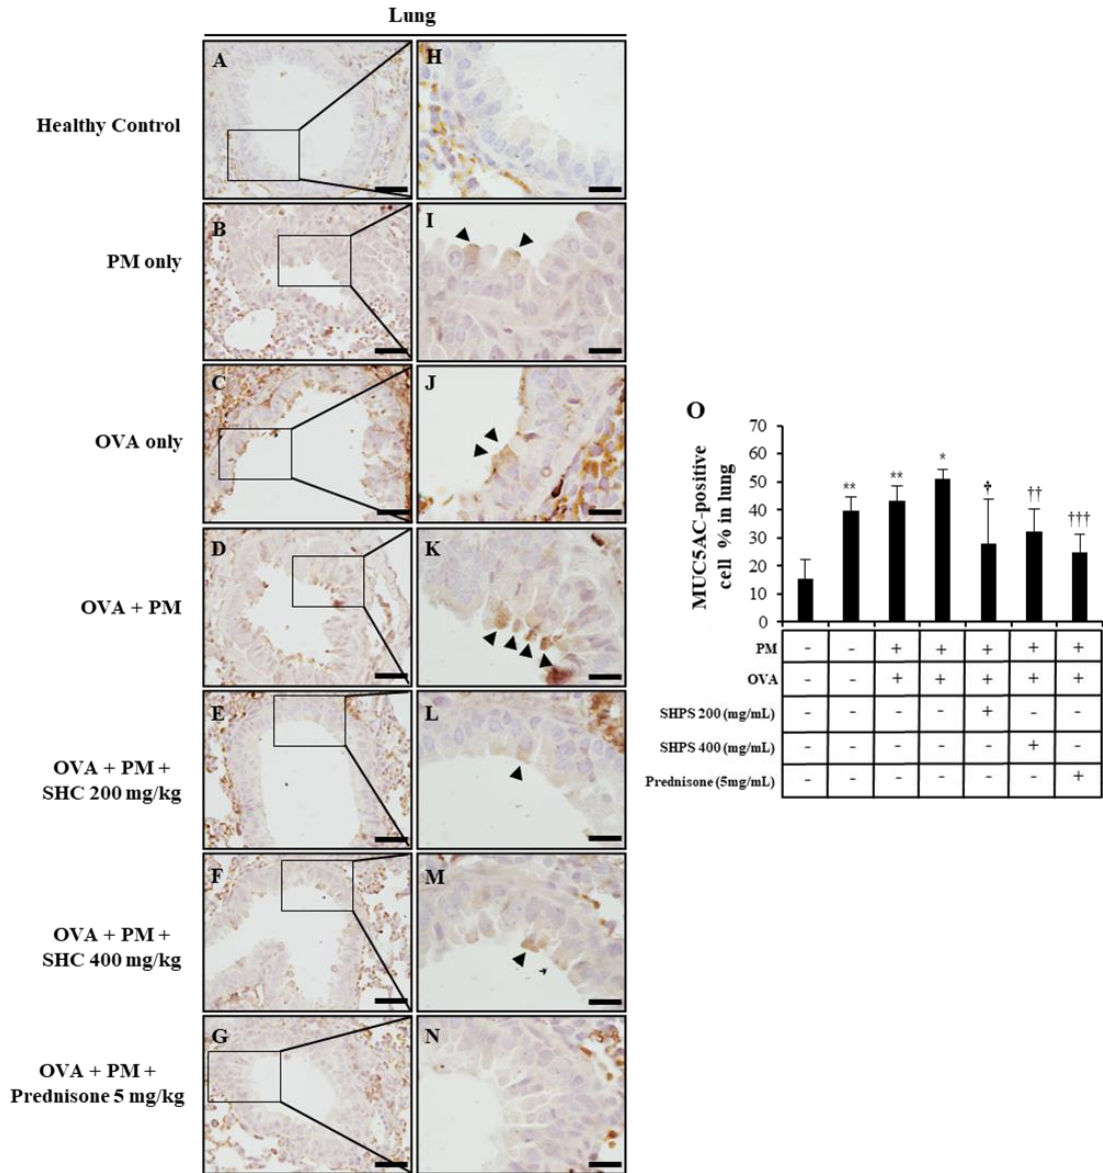 Lung
Healthy Control
A
H
PM only
B
I
OVA only
C
J
OVA + PM
D
K
OVA + PM +
SHC 200 mg/kg
E
L
OVA + PM +
SHC 400 mg/kg
F
M
OVA + PM +
Prednisone 5 mg/kg
G
N
O
MUC5AC-positive
cell % in lung
70
60
50
40
30
20
10
0
** ** * † †† †††
PM - - + + + + +
OVA - - + + + + +
SHPS 200 (mg/mL) - - - - + - -
SHPS 400 (mg/mL) - - - - - + -
Prednisone (5mg/mL) - - - - - - +